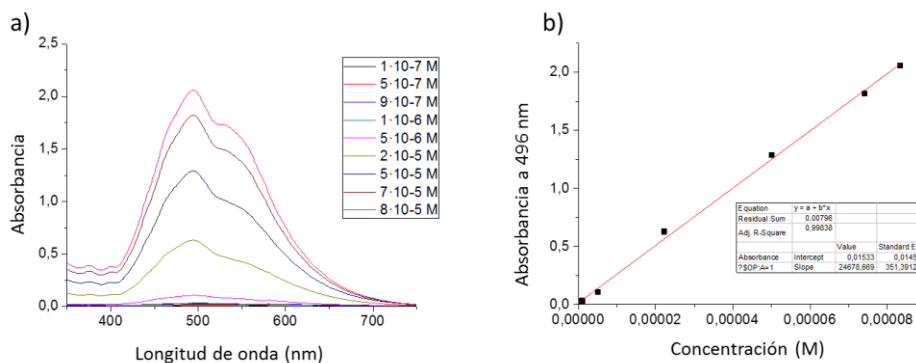 a)
Absorbancia
2,5
2,0
1,5
1,0
0,5
0,0
400
500
600
700
Longitud de onda (nm)
1·10-7 M
5·10-7 M
9·10-7 M
1·10-6 M
5·10-6 M
2·10-5 M
5·10-5 M
7·10-5 M
8·10-5 M
b)
Absorbancia a 496 nm
2,0
1,5
1,0
0,5
0,0
0,00000
0,00002
0,00004
0,00006
0,00008
Concentración (M)
Equation y = a + b*x
Residual Sum 0,00796
Adj. R-Square 0,99838
Value Standard E
Absorbance Intercept 0,01533 0,0145
?$OP:A=1 Slope 24678,669 351,3912